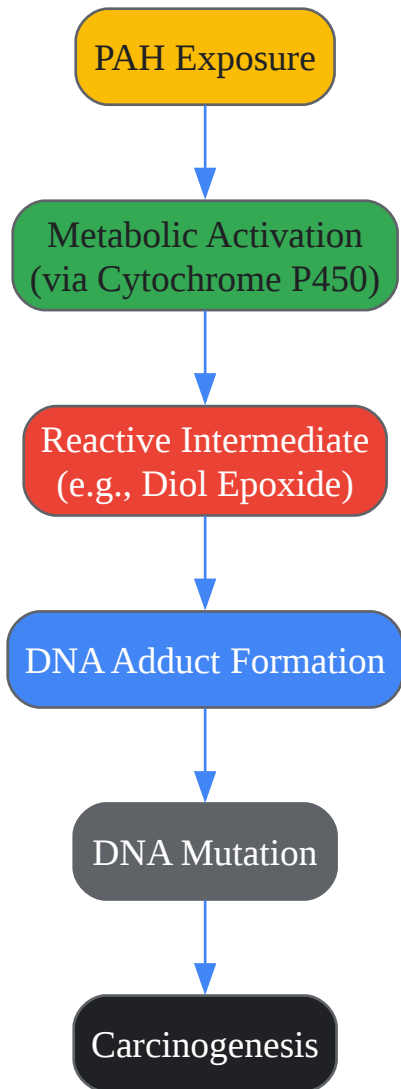 PAH Exposure
Metabolic Activation
(via Cytochrome P450)
Reactive Intermediate
(e.g., Diol Epoxide)
DNA Adduct Formation
DNA Mutation
Carcinogenesis